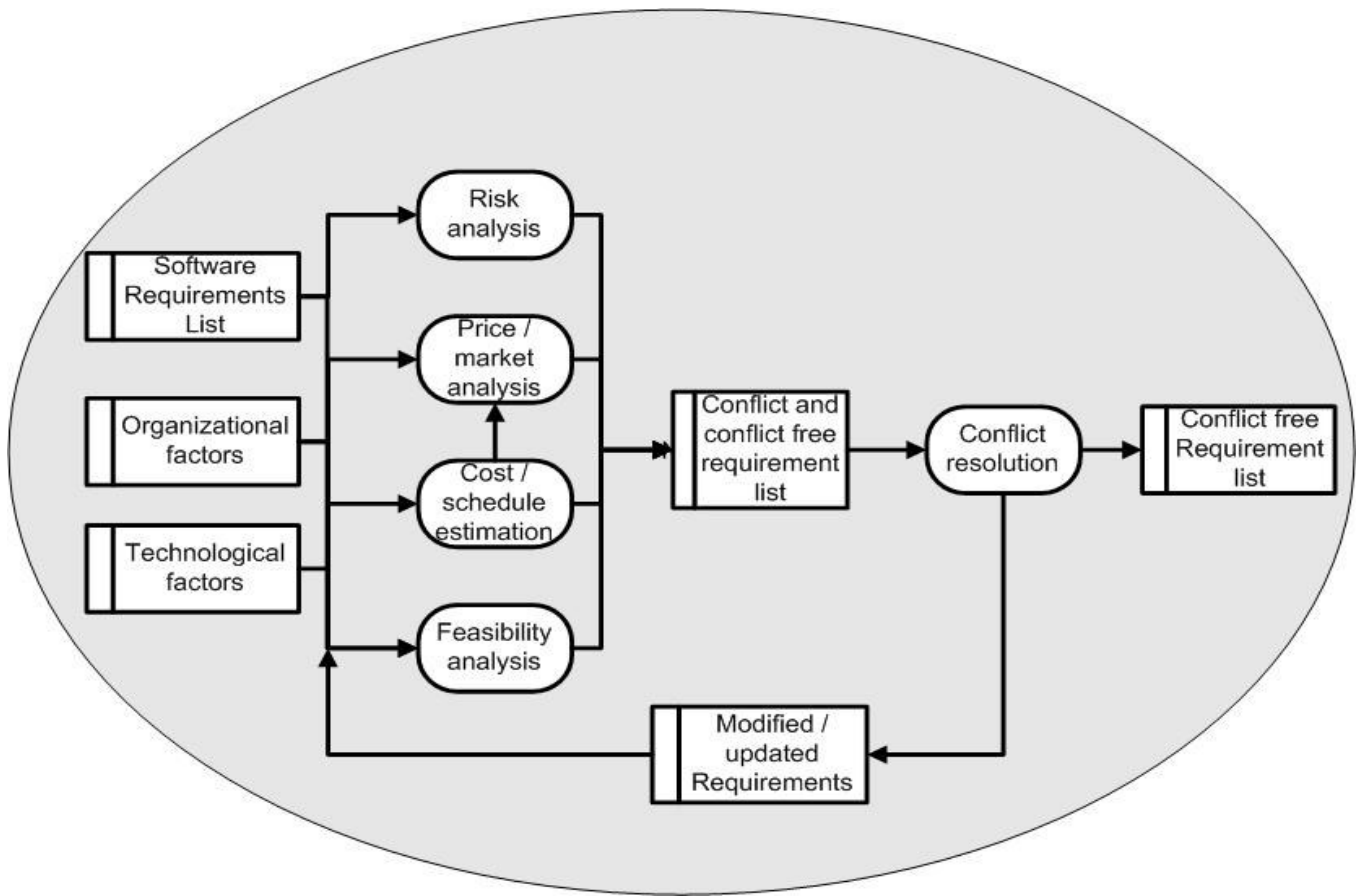 Risk
analysis
Software
Requirements
List
Price /
market
analysis
Organizational
factors
Conflict and
conflict free
requirement
list
Conflict
resolution
Conflict free
Requirement
list
Cost /
schedule
estimation
Technological
factors
Feasibility
analysis
Modified /
updated
Requirements